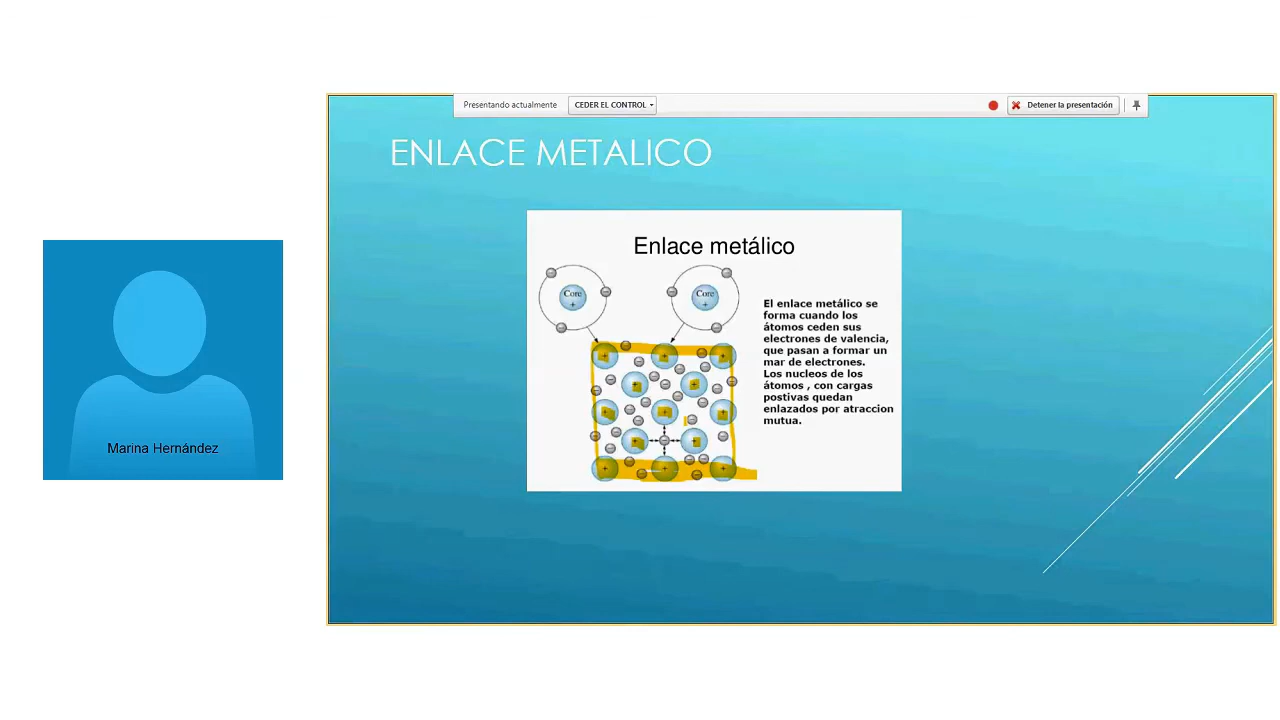 Presentando actualmente
CEDER EL CONTROL
Detener la presentación
ENLACE METALICO
Enlace metálico
Core
+
Core
+
El enlace metálico se
forma cuando los
átomos ceden sus
electrones de valencia,
que pasan a formar un
mar de electrones.
Los nucleos de los
átomos , con cargas
postivas quedan
enlazados por atraccion
mutua.
Marina Hernández